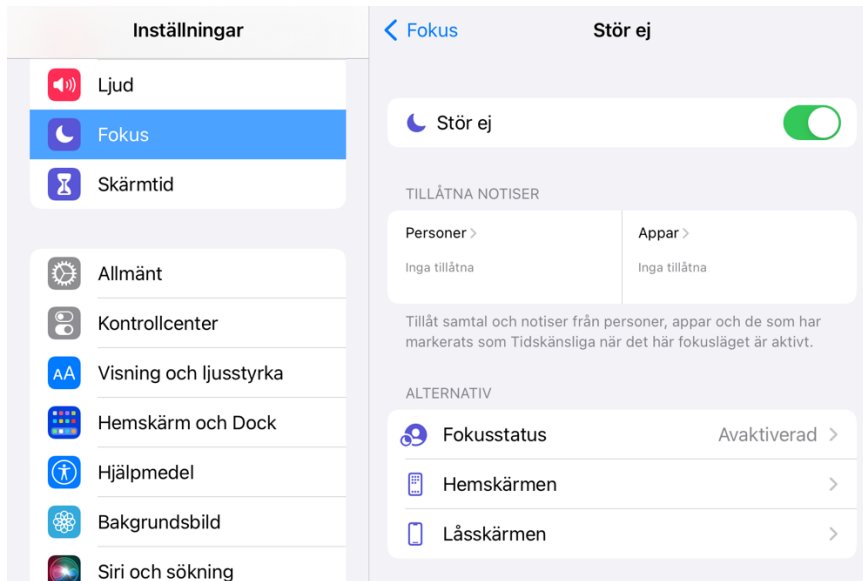 Inställningar
Ljud
Fokus
Skärmtid
Allmänt
Kontrollcenter
AA
Visning och ljusstyrka
Hemskärm och Dock
Hjälpmedel
Bakgrundsbild
Siri och sökning
Fokus
Stör ej
Stör ej
TILLÅTNA NOTISER
Personer
Inga tillåtna
Appar
Inga tillåtna
Tillåt samtal och notiser från personer, appar och de som har
markerats som Tidskänsliga när det här fokusläget är aktivt.
ALTERNATIV
Fokusstatus
Avaktiverad
Hemskärmen
Låsskärmen